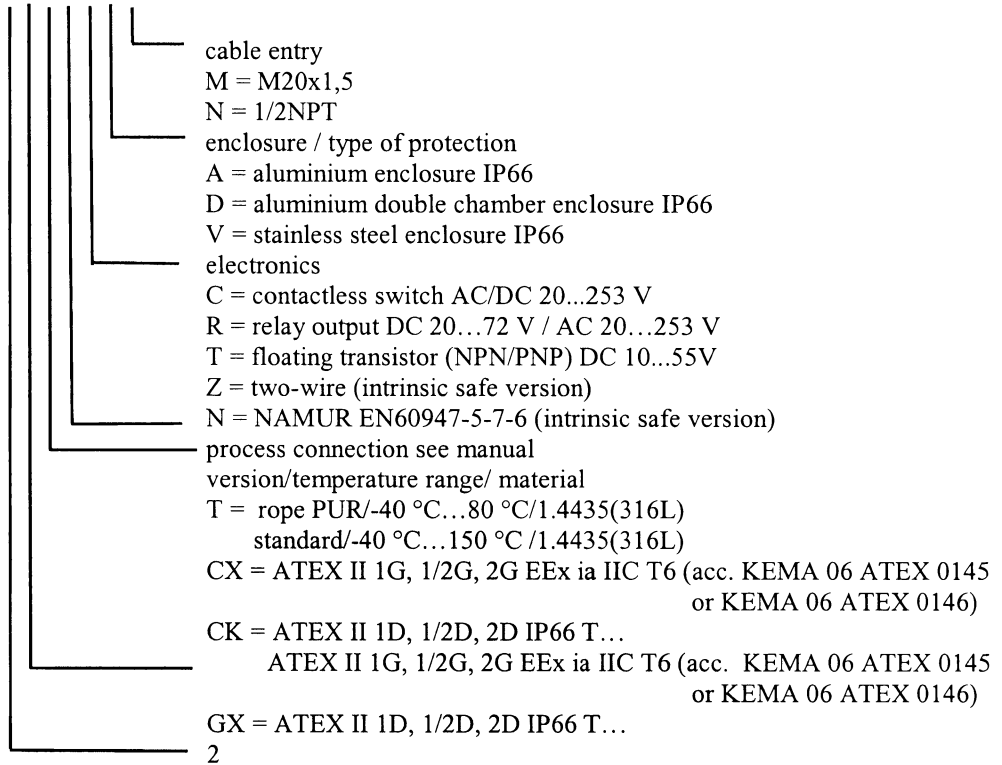 cable entry
M = M20x1,5
N = 1/2NPT
enclosure / type of protection
A = aluminium enclosure IP66
D = aluminium double chamber enclosure IP66
V = stainless steel enclosure IP66
electronics
C = contactless switch AC/DC 20...253 V
R = relay output DC 20…72 V / AC 20…253 V
T = floating transistor (NPN/PNP) DC 10...55V
Z = two-wire (intrinsic safe version)
N = NAMUR EN60947-5-7-6 (intrinsic safe version)
process connection see manual
version/temperature range/ material
T = rope PUR/-40 °C…80 °C/1.4435(316L)
standard/-40 °C…150 °C /1.4435(316L)
CX = ATEX II 1G, 1/2G, 2G EEx ia IIC T6 (acc. KEMA 06 ATEX 0145
or KEMA 06 ATEX 0146)
CK = ATEX II 1D, 1/2D, 2D IP66 T…
ATEX II 1G, 1/2G, 2G EEx ia IIC T6 (acc. KEMA 06 ATEX 0145
or KEMA 06 ATEX 0146)
GX = ATEX II 1D, 1/2D, 2D IP66 T…
2